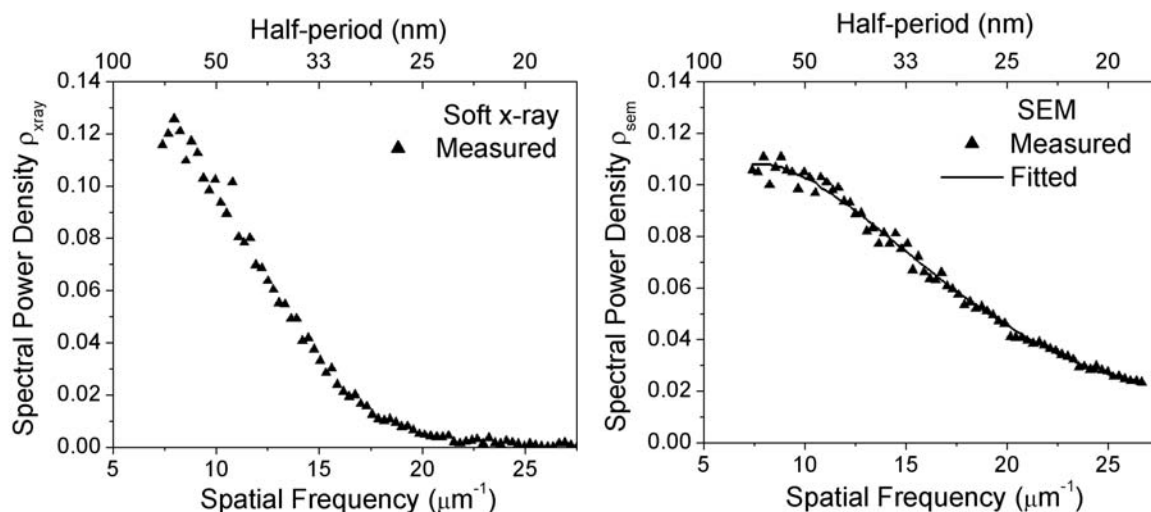 Half-period (nm)
100 50 33 25 20
0.14
0.12
0.10
0.08
0.06
0.04
0.02
0.00
Spectral Power Density ρxray
Soft x-ray
▲ Measured
5 10 15 20 25
Spatial Frequency (μm⁻¹)
Half-period (nm)
100 50 33 25 20
0.14
0.12
0.10
0.08
0.06
0.04
0.02
0.00
Spectral Power Density ρsem
SEM
▲ Measured
Fitted
5 10 15 20 25
Spatial Frequency (μm⁻¹)